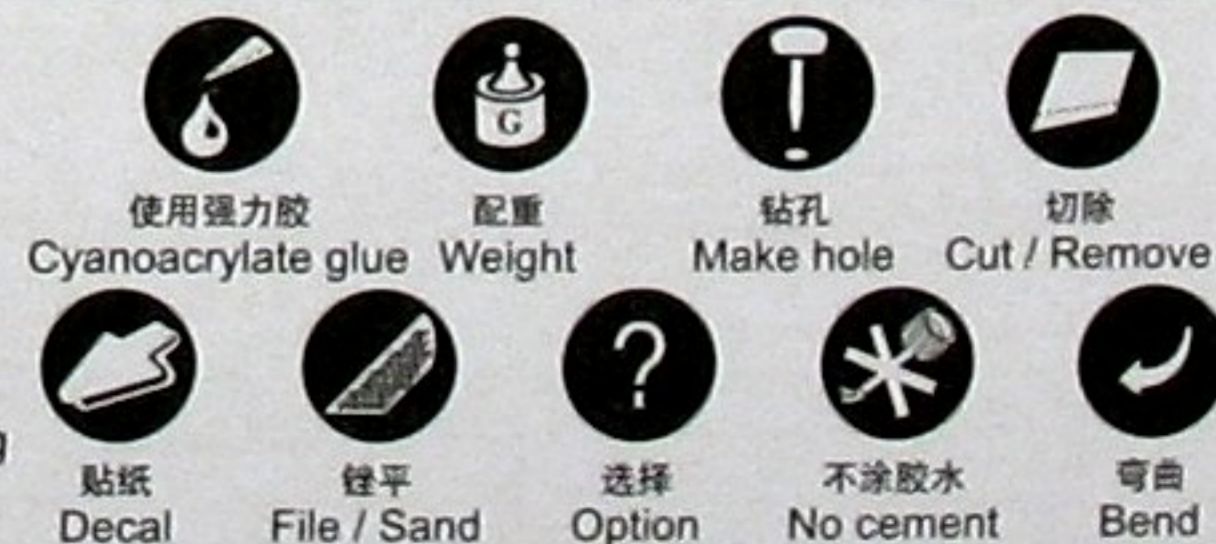 G
使用强力胶 配重 钻孔 切除
Cyanoacrylate glue Weight Make hole Cut / Remove
?
g 贴纸 锉平 选择 不涂胶水 弯曲
Decal File / Sand Option No cement Bend